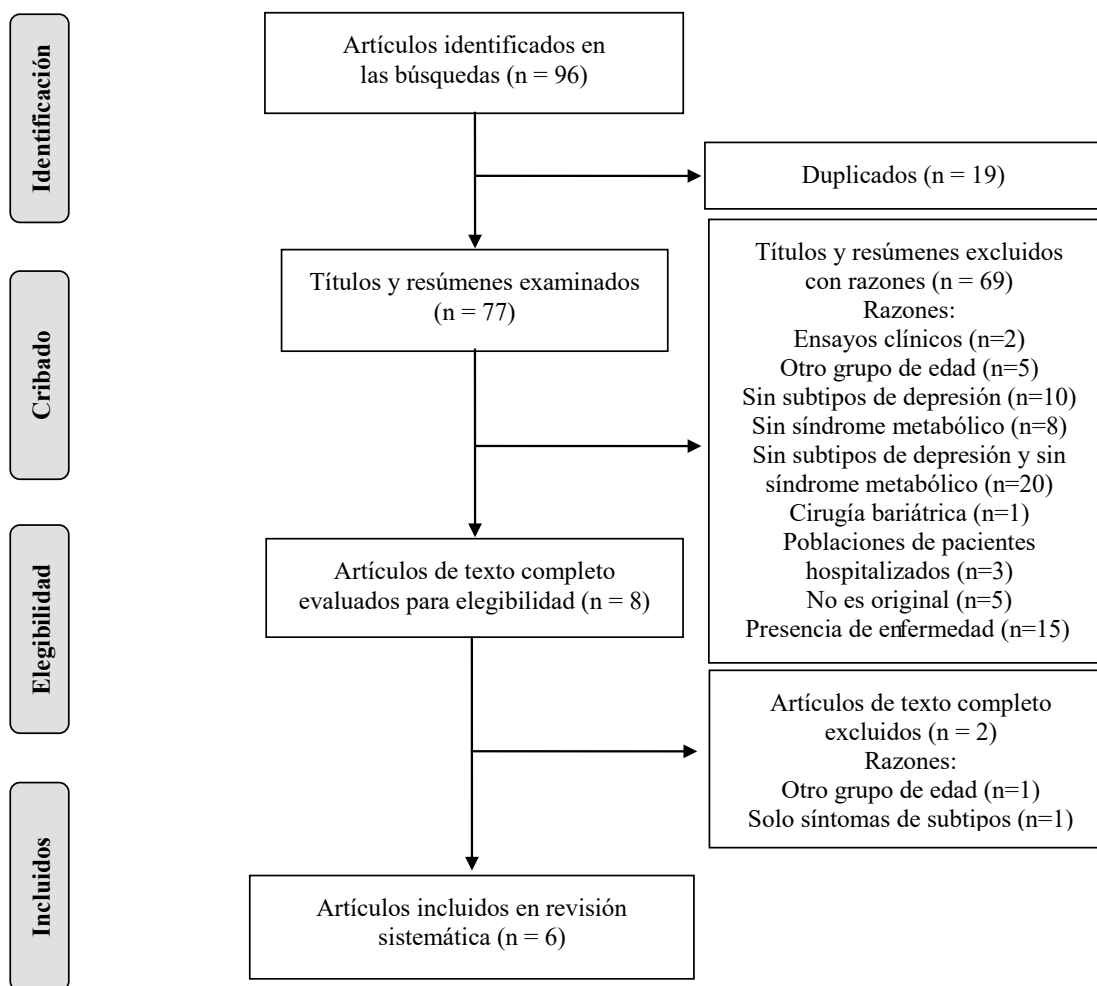 Identificación
Artículos identificados en
las búsquedas (n = 96)
Duplicados (n = 19)
Cribado
Títulos y resúmenes examinados
(n = 77)
Títulos y resúmenes excluidos
con razones (n = 69)
Razones:
Ensayos clínicos (n=2)
Otro grupo de edad (n=5)
Sin subtipos de depresión (n=10)
Sin síndrome metabólico (n=8)
Sin subtipos de depresión y sin
síndrome metabólico (n=20)
Cirugía bariátrica (n=1)
Poblaciones de pacientes
hospitalizados (n=3)
No es original (n=5)
Presencia de enfermedad (n=15)
Elegibilidad
Artículos de texto completo
evaluados para elegibilidad (n = 8)
Artículos de texto completo
excluidos (n = 2)
Razones:
Otro grupo de edad (n=1)
Solo síntomas de subtipos (n=1)
Incluidos
Artículos incluidos en revisión
sistemática (n = 6)